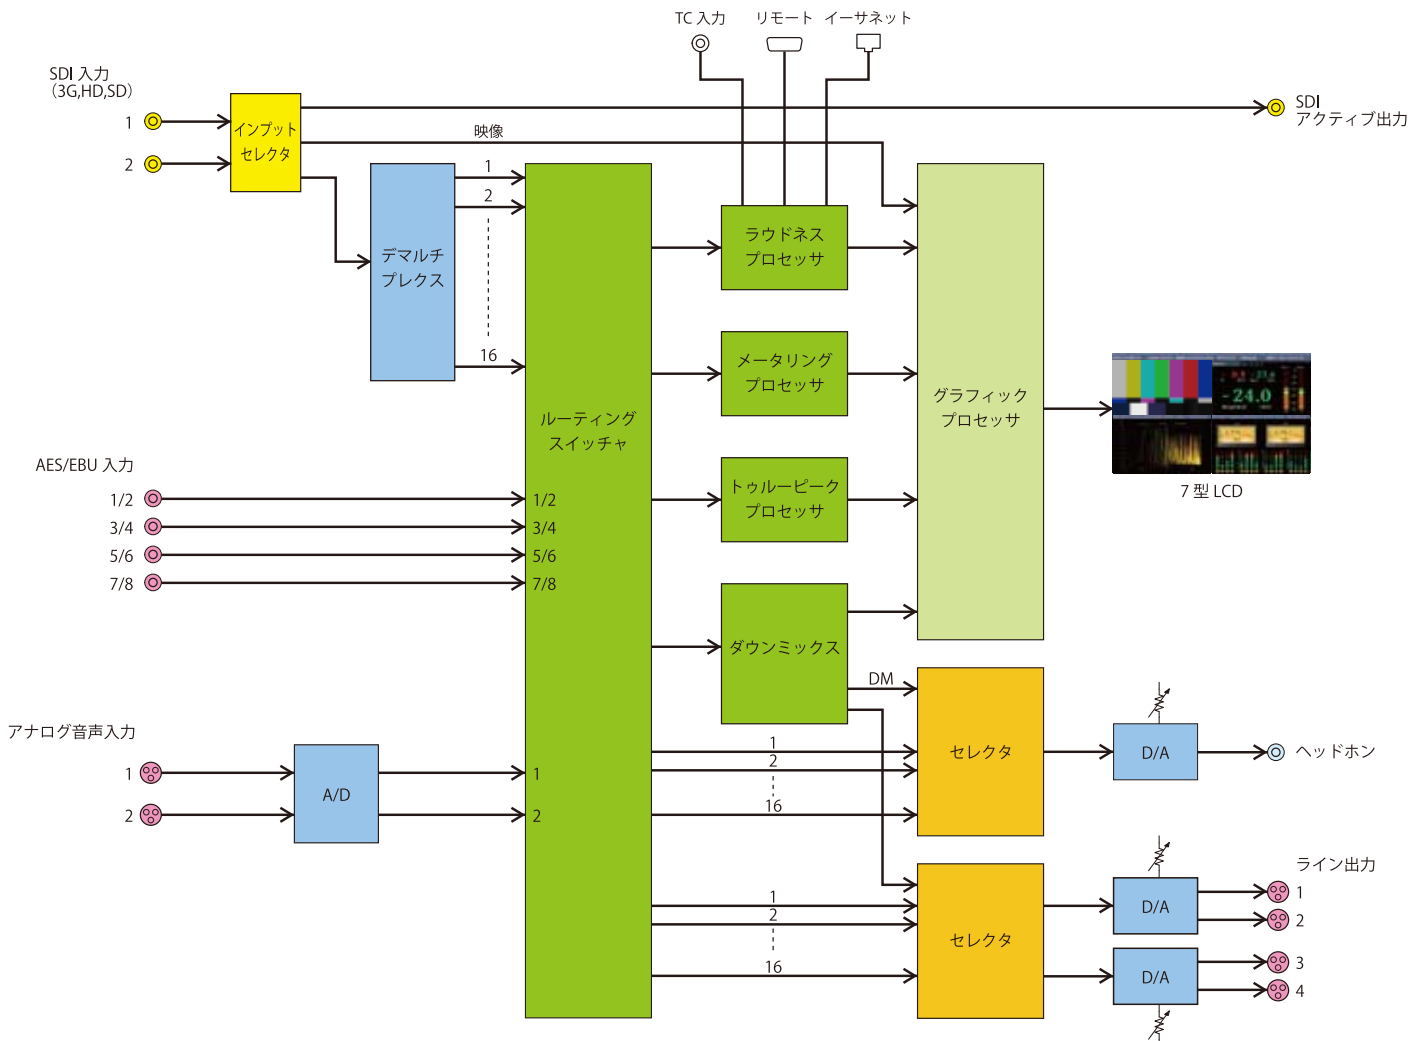 TC 入力
リモート
イーサネット
SDI 入力
（3G,HD,SD）
1
2
インプット
セレクタ
映像
SDI
アクティブ出力
デマルチ
プレクス
1
2
16
ルーティング
スイッチャ
ラウドネス
プロセッサ
メータリング
プロセッサ
トゥルーピーク
プロセッサ
ダウンミックス
グラフィック
プロセッサ
-24.0
7 型 LCD
AES/EBU 入力
1/2
3/4
5/6
7/8
1/2
3/4
5/6
7/8
アナログ音声入力
1
2
A/D
1
2
DM
1
2
16
セレクタ
D/A
ヘッドホン
1
2
16
セレクタ
D/A
D/A
ライン出力
1
2
3
4